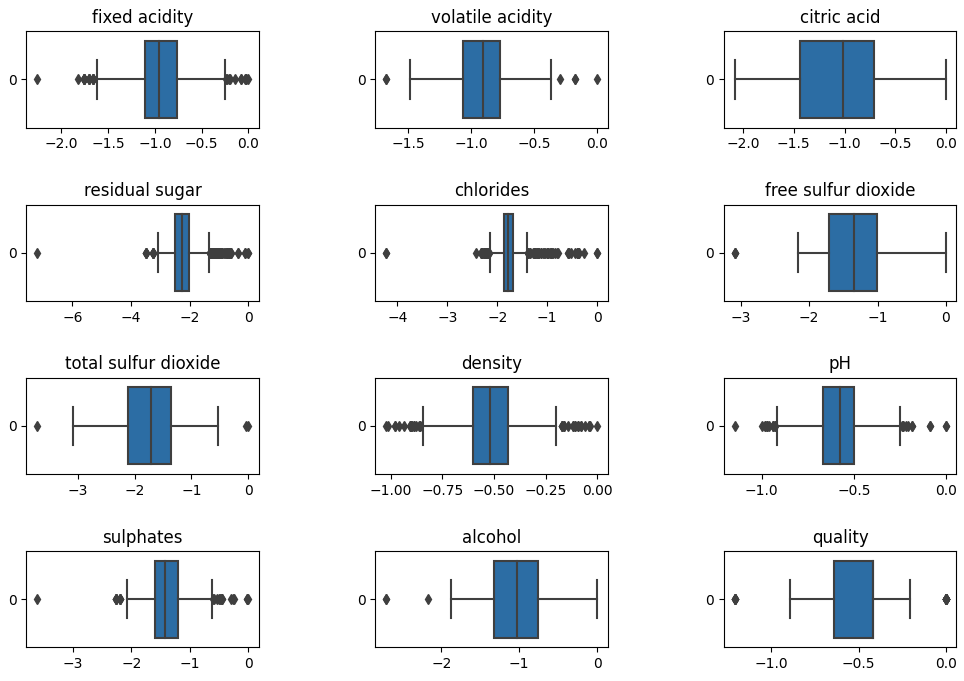 fixed acidity volatile acidity citric acid
0 0 0
−2.0 −1.5 −1.0 −0.5 0.0 −1.5 −1.0 −0.5 0.0 −2.0 −1.5 −1.0 −0.5 0.0
residual sugar chlorides free sulfur dioxide
0 0 0
−6 −4 −2 0 −4 −3 −2 −1 0 −3 −2 −1 0
total sulfur dioxide density pH
0 0 0
−3 −2 −1 0 −1.00 −0.75 −0.50 −0.25 0.00 −1.0 −0.5 0.0
sulphates alcohol quality
0 0 0
−3 −2 −1 0 −2 −1 0 −1.0 −0.5 0.0